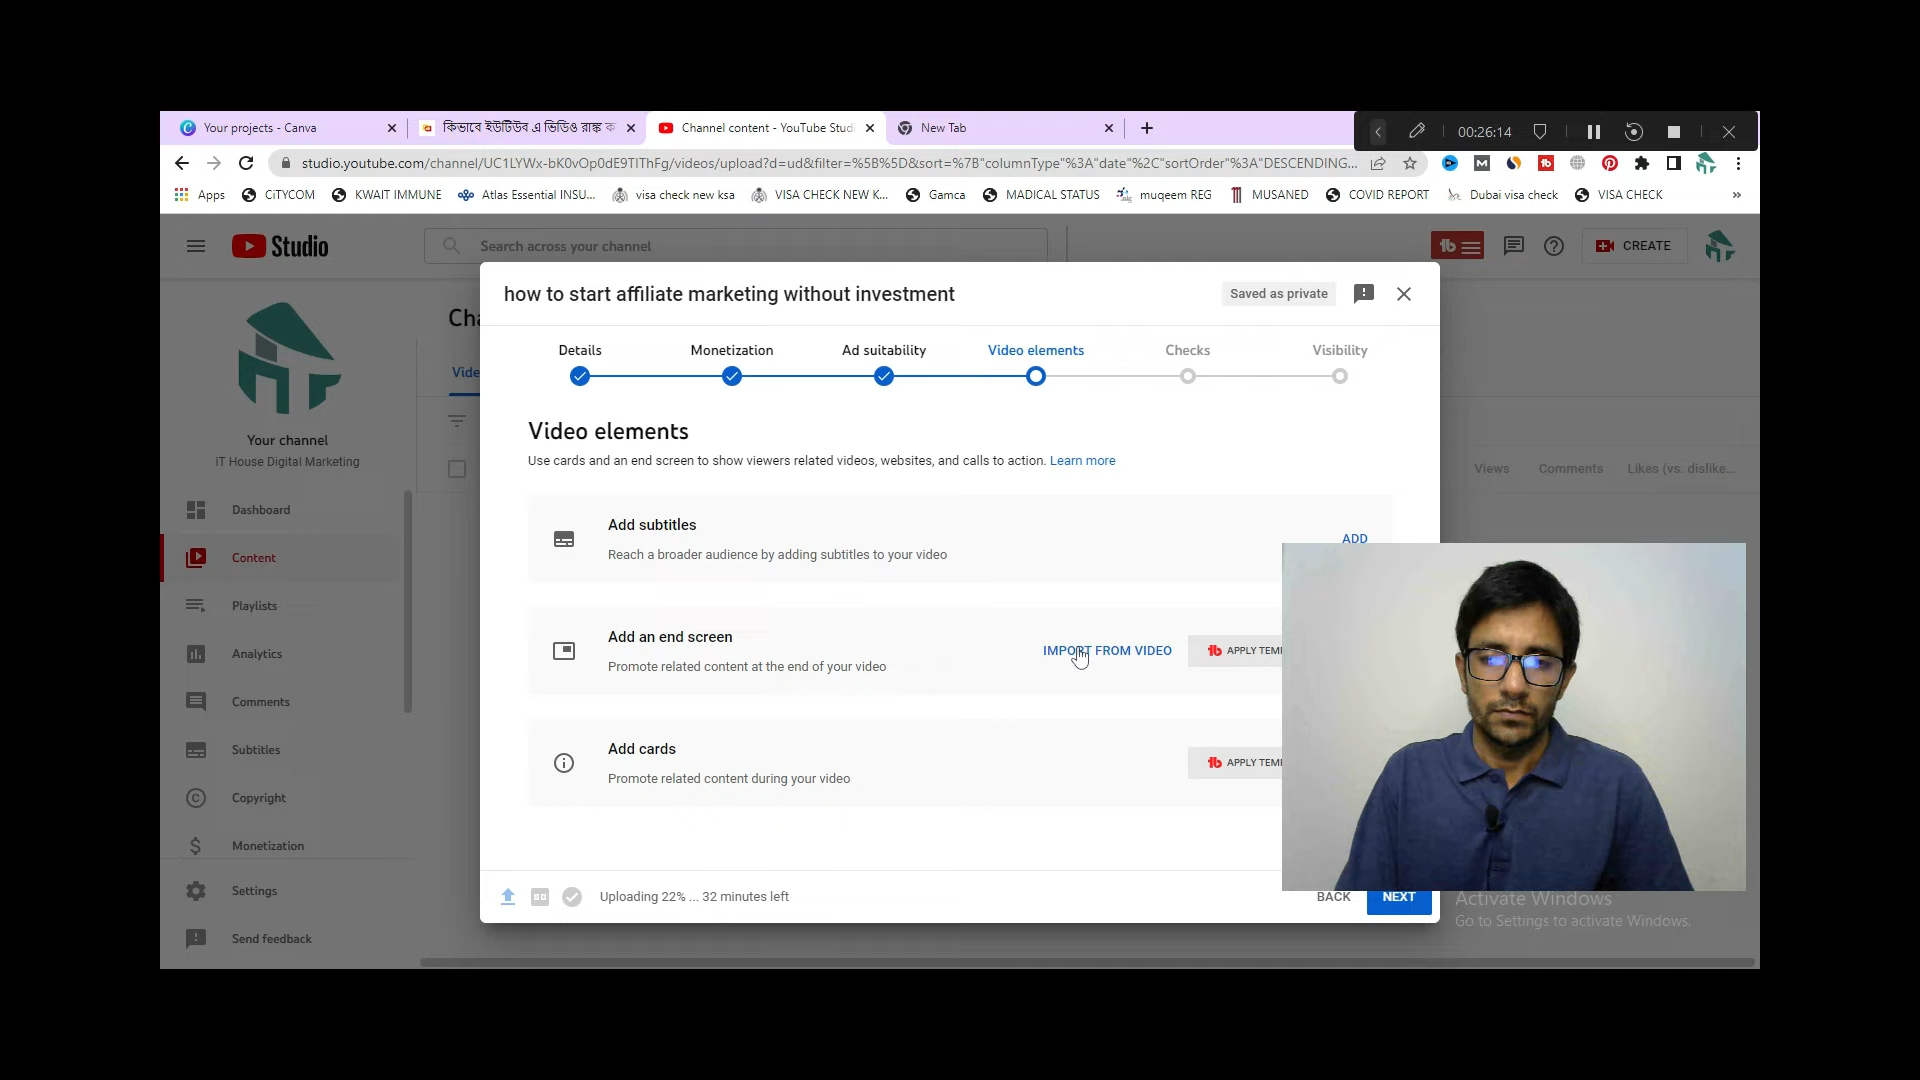 Your projects - Canva
কিভাবে ইউটিউব এ ভিডিও রাঙ্ক ক
Channel content - YouTube Studi
New Tab
00:26:14
studio.youtube.com/channel/UC1LYWx-bK0vOp0dE9TIThFg/videos/upload?d=ud&filter=%5B%5D&sort=%7B"columnType"%3A"date"%2C"sortOrder"%3A"DESCENDING...
Apps
CiTYCOM
KWAIT IMMUNE
Atlas Essential INSU...
visa check new ksa
VISA CHECK NEW K...
Gamca
MADICAL STATUS
muqeem REG
MUSANED
COVID REPORT
Dubai visa check
VISA CHECK
»
Studio
Search across your channel
CREATE
how to start affiliate marketing without investment
Saved as private
Your channel
iT House Digital Marketing
Dashboard
Content
Playlists
Analytics
Comments
Subtitles
Copyright
Monetization
Settings
Send feedback
Details
Monetization
Ad suitability
Video elements
Checks
Visibility
Video elements
Use cards and an end screen to show viewers related videos, websites, and calls to action. Learn more
Add subtitles
Reach a broader audience by adding subtitles to your video
ADD
Add an end screen
Promote related content at the end of your video
IMPORT FROM VIDEO
APPLY TEM
Add cards
Promote related content during your video
APPLY TEM
Views
Comments
Likes (vs. dislike...
Uploading 22% ... 32 minutes left
BACK
NEXT
Activate Windows
Go to Settings to activate Windows.